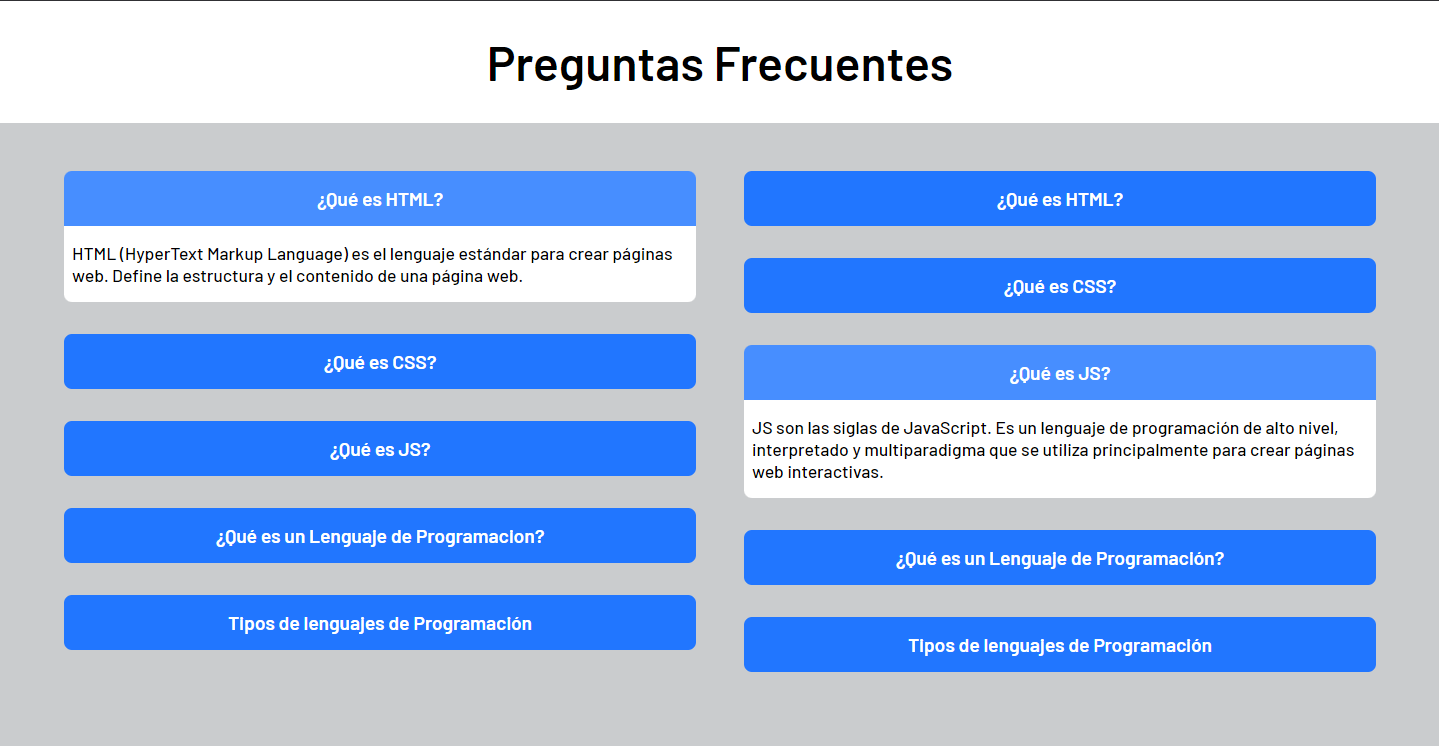 Preguntas Frecuentes
¿Qué es HTML?
HTML (HyperText Markup Language) es el lenguaje estándar para crear páginas
web. Define la estructura y el contenido de una página web.
¿Qué es CSS?
¿Qué es JS?
¿Qué es un Lenguaje de Programacion?
Tipos de lenguajes de Programación
¿Qué es HTML?
¿Qué es CSS?
¿Qué es JS?
JS son las siglas de JavaScript. Es un lenguaje de programación de alto nivel,
interpretado y multiparadigma que se utiliza principalmente para crear páginas
web interactivas.
¿Qué es un Lenguaje de Programación?
Tipos de lenguajes de Programación